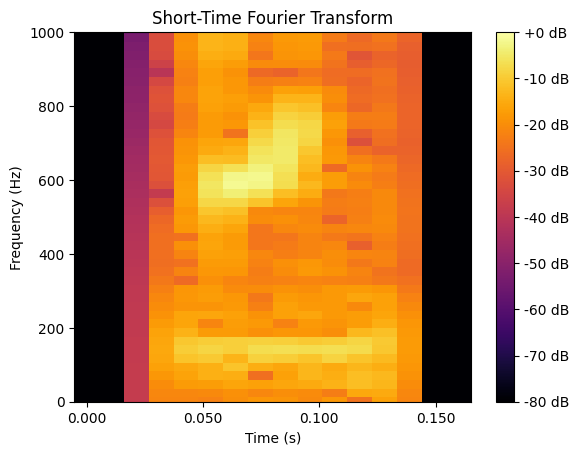 Short-Time Fourier Transform
1000
800
600
400
200
0
Frequency (Hz)
0.000
0.050
0.100
0.150
Time (s)
+0 dB
-10 dB
-20 dB
-30 dB
-40 dB
-50 dB
-60 dB
-70 dB
-80 dB